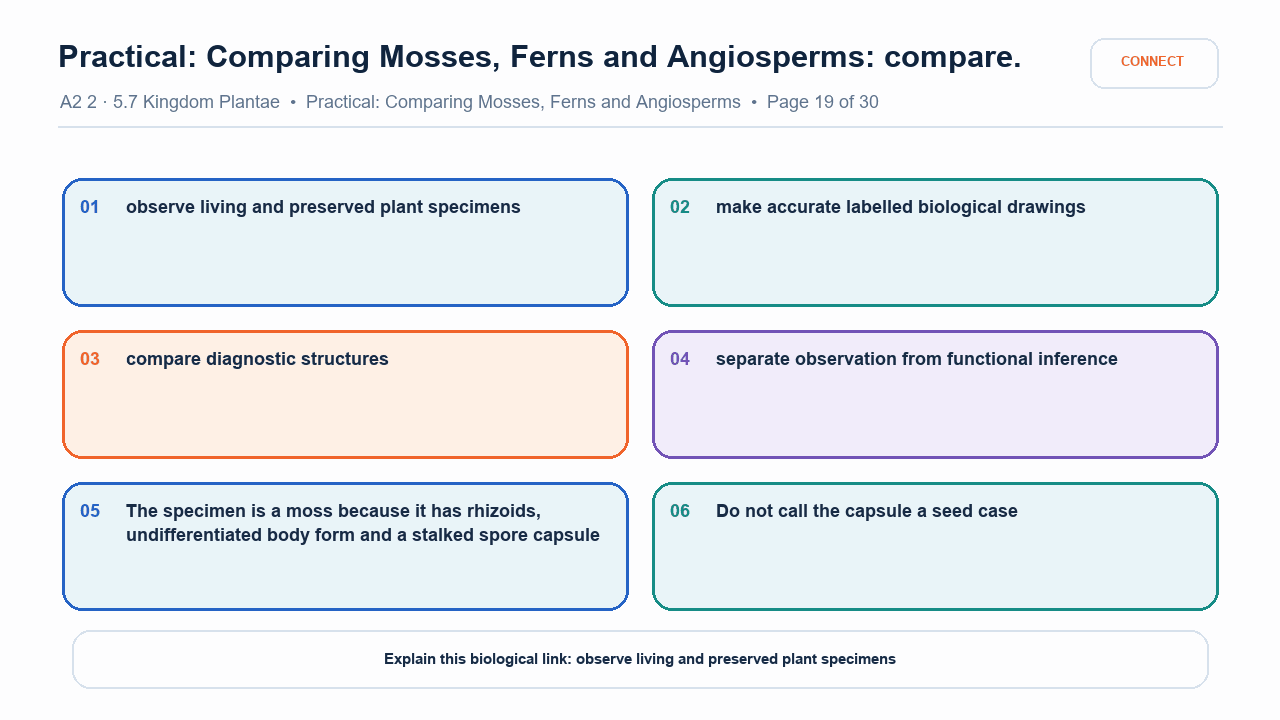 Practical: Comparing Mosses, Ferns and Angiosperms: compare.
CONNECT
A2 2 · 5.7 Kingdom Plantae • Practical: Comparing Mosses, Ferns and Angiosperms • Page 19 of 30
01 observe living and preserved plant specimens
02 make accurate labelled biological drawings
03 compare diagnostic structures
04 separate observation from functional inference
05 The specimen is a moss because it has rhizoids,
undifferentiated body form and a stalked spore capsule
06 Do not call the capsule a seed case
Explain this biological link: observe living and preserved plant specimens